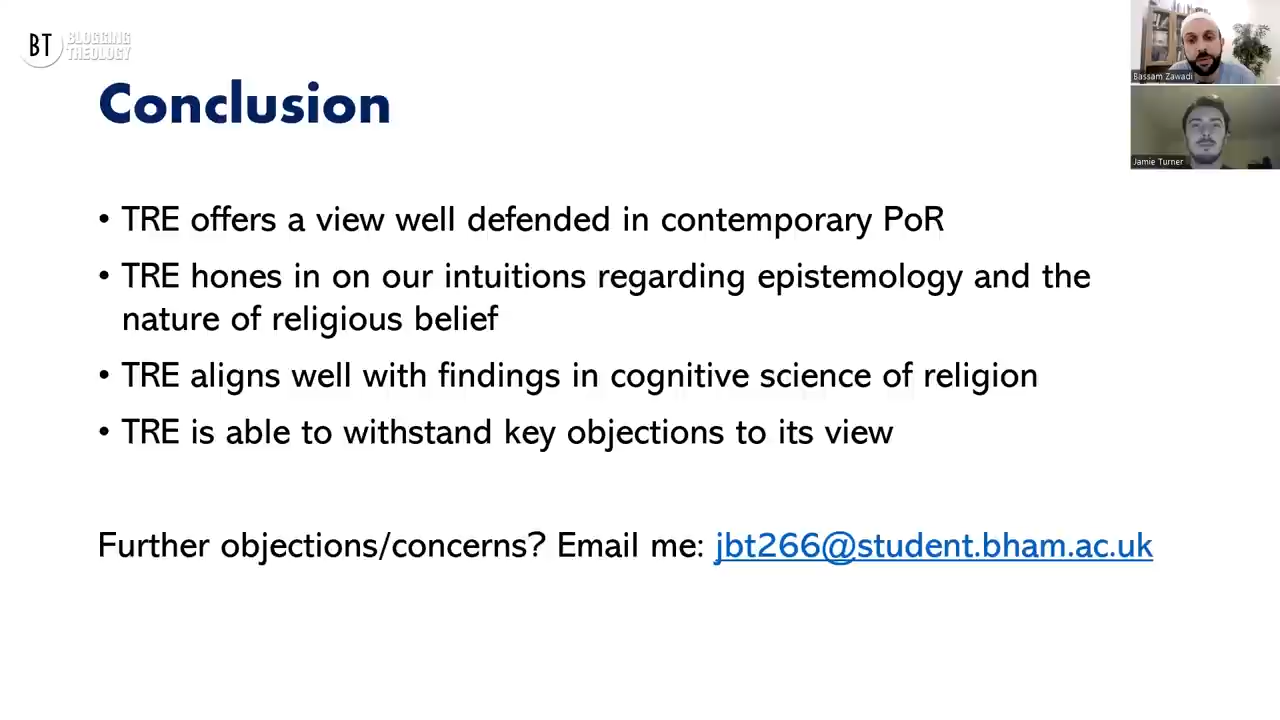 BT BLOGGING
THEOLOGY
Bassam Zawadi
Jamie Turner
Conclusion
• TRE offers a view well defended in contemporary PoR
• TRE hones in on our intuitions regarding epistemology and the
nature of religious belief
• TRE aligns well with findings in cognitive science of religion
• TRE is able to withstand key objections to its view
Further objections/concerns? Email me: jbt266@student.bham.ac.uk